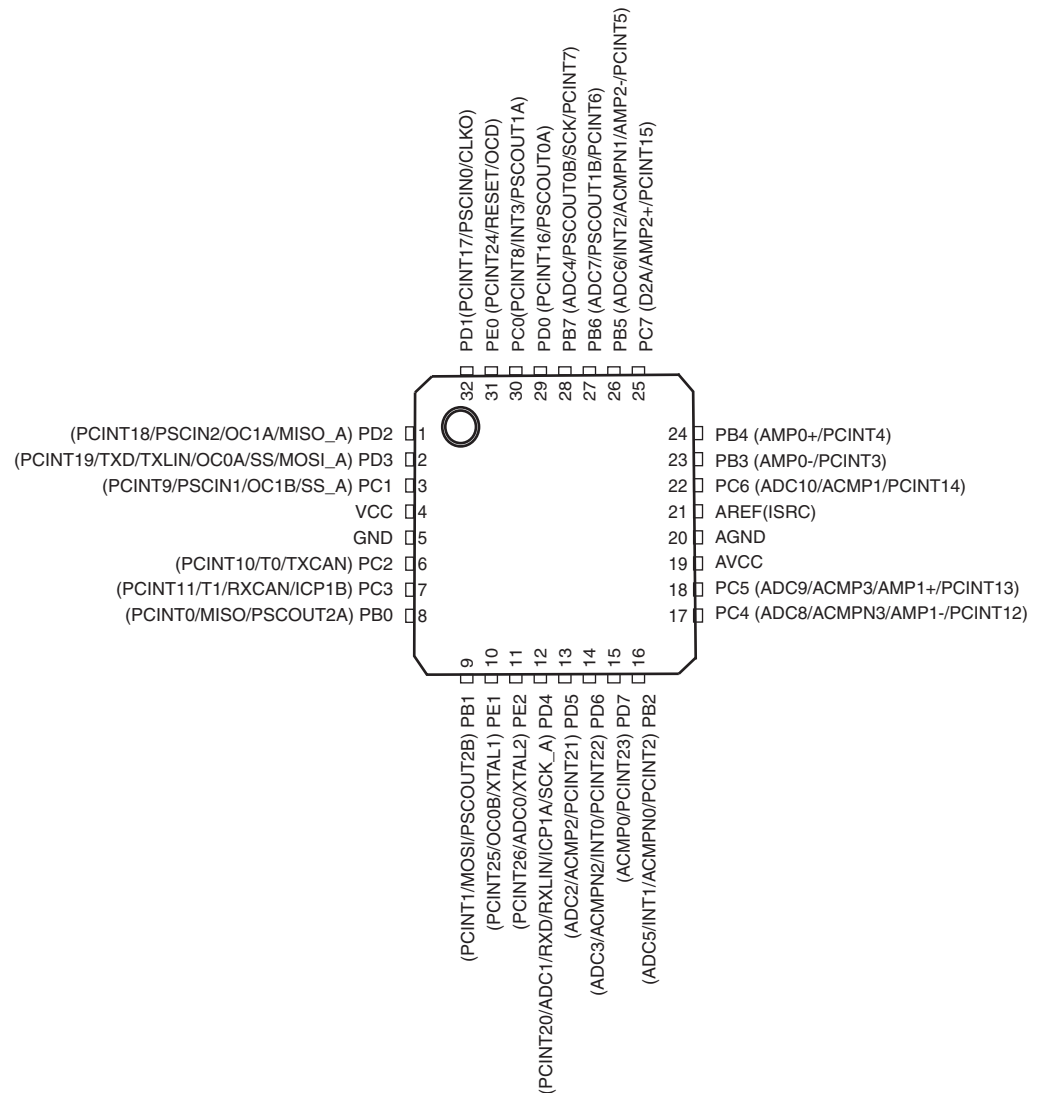 PD1(PCINT17/PSCIN0/CLKO)
PE0 (PCINT24/RESET/OCD)
PC0(PCINT8/INT3/PSCOUT1A)
PD0 (PCINT16/PSCOUT0A)
PB7 (ADC4/PSCOUT0B/SCK/PCINT7)
PB6 (ADC7/PSCOUT1B/PCINT6)
PB5 (ADC6/INT2/ACMPN1/AMP2-/PCINT5)
PC7 (D2A/AMP2+/PCINT15)
32 31 30 29 28 27 26 25
(PCINT18/PSCIN2/OC1A/MISO_A) PD2 1
(PCINT19/TXD/TXLIN/OC0A/SS/MOSI_A) PD3 2
(PCINT9/PSCIN1/OC1B/SS_A) PC1 3
VCC 4
GND 5
(PCINT10/T0/TXCAN) PC2 6
(PCINT11/T1/RXCAN/ICP1B) PC3 7
(PCINT0/MISO/PSCOUT2A) PB0 8
24 PB4 (AMP0+/PCINT4)
23 PB3 (AMP0-/PCINT3)
22 PC6 (ADC10/ACMP1/PCINT14)
21 AREF(ISRC)
20 AGND
19 AVCC
18 PC5 (ADC9/ACMP3/AMP1+/PCINT13)
17 PC4 (ADC8/ACMPN3/AMP1-/PCINT12)
9 10 11 12 13 14 15 16
(PCINT1/MOSI/PSCOUT2B) PB1
(PCINT25/OC0B/XTAL1) PE1
(PCINT26/ADC0/XTAL2) PE2
(PCINT20/ADC1/RXD/RXLIN/ICP1A/SCK_A) PD4
(ADC2/ACMP2/PCINT21) PD5
(ADC3/ACMPN2/INT0/PCINT22) PD6
(ACMP0/PCINT23) PD7
(ADC5/INT1/ACMPN0/PCINT2) PB2